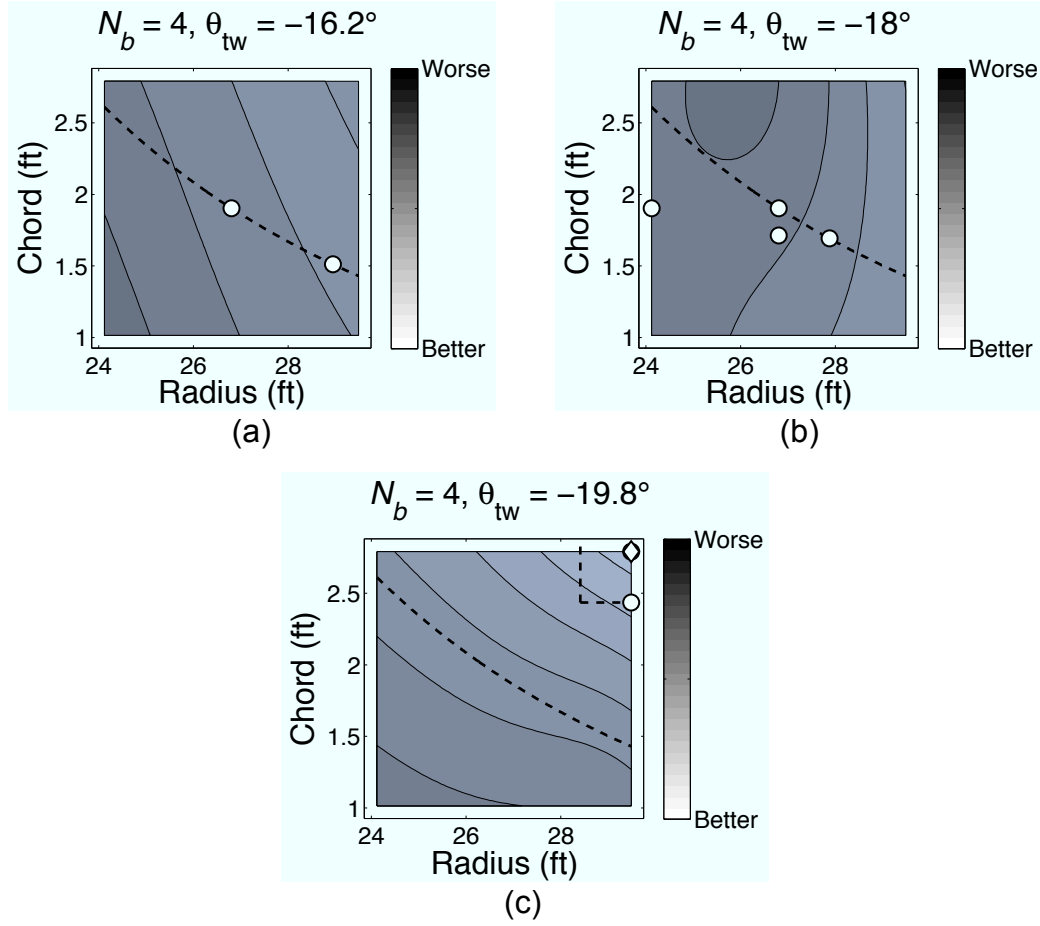 N_b = 4, θ_tw = −16.2°
Worse
2.5
2
1.5
1
Chord (ft)
Better
24 26 28
Radius (ft)
(a)
N_b = 4, θ_tw = −18°
Worse
2.5
2
1.5
1
Chord (ft)
Better
24 26 28
Radius (ft)
(b)
N_b = 4, θ_tw = −19.8°
Worse
2.5
2
1.5
1
Chord (ft)
Better
24 26 28
Radius (ft)
(c)